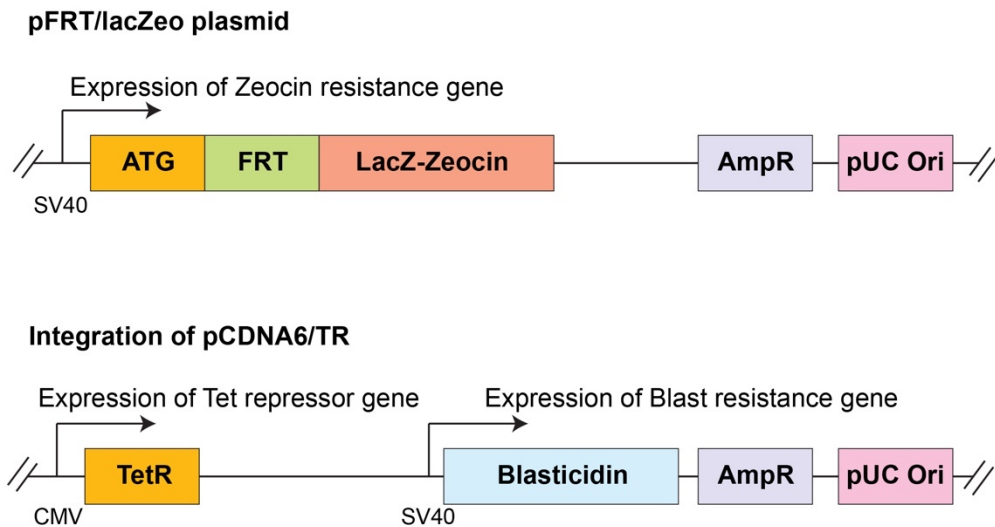 pFRT/lacZeo plasmid
Expression of Zeocin resistance gene
ATG FRT LacZ-Zeocin AmpR pUC Ori
SV40
Integration of pCDNA6/TR
Expression of Tet repressor gene Expression of Blast resistance gene
TetR Blasticidin AmpR pUC Ori
CMV SV40